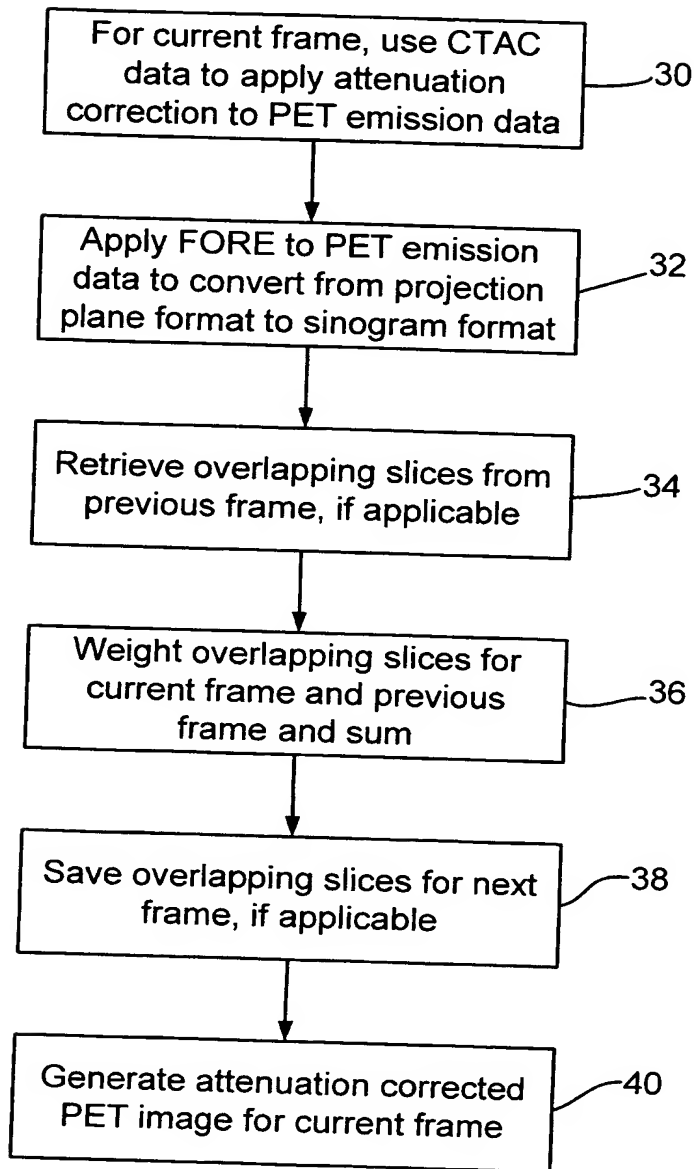 For current frame, use CTAC
data to apply attenuation
correction to PET emission data
30
Apply FORE to PET emission
data to convert from projection
plane format to sinogram format
32
Retrieve overlapping slices from
previous frame, if applicable
34
Weight overlapping slices for
current frame and previous
frame and sum
36
Save overlapping slices for next
frame, if applicable
38
Generate attenuation corrected
PET image for current frame
40